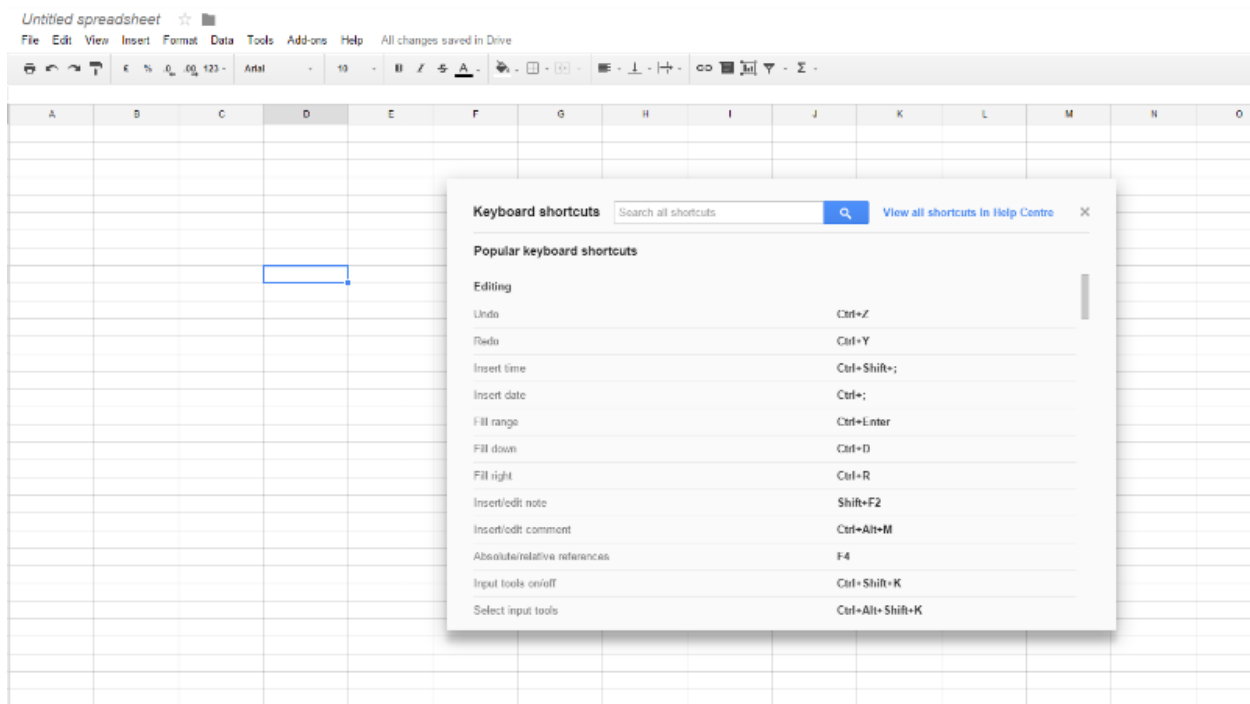 Untitled spreadsheet
File Edit View Insert Format Data Tools Add-ons Help All changes saved in Drive
£ % .0 .00 123 Arial 10 B I S A Σ
A B C D E F G H I J K L M N O
Keyboard shortcuts Search all shortcuts View all shortcuts in Help Centre ×
Popular keyboard shortcuts
Editing
Undo Ctrl+Z
Redo Ctrl+Y
Insert time Ctrl+Shift+;
Insert date Ctrl+;
Fill range Ctrl+Enter
Fill down Ctrl+D
Fill right Ctrl+R
Insert/edit note Shift+F2
Insert/edit comment Ctrl+Alt+M
Absolute/relative references F4
Input tools on/off Ctrl+Shift+K
Select input tools Ctrl+Alt+Shift+K